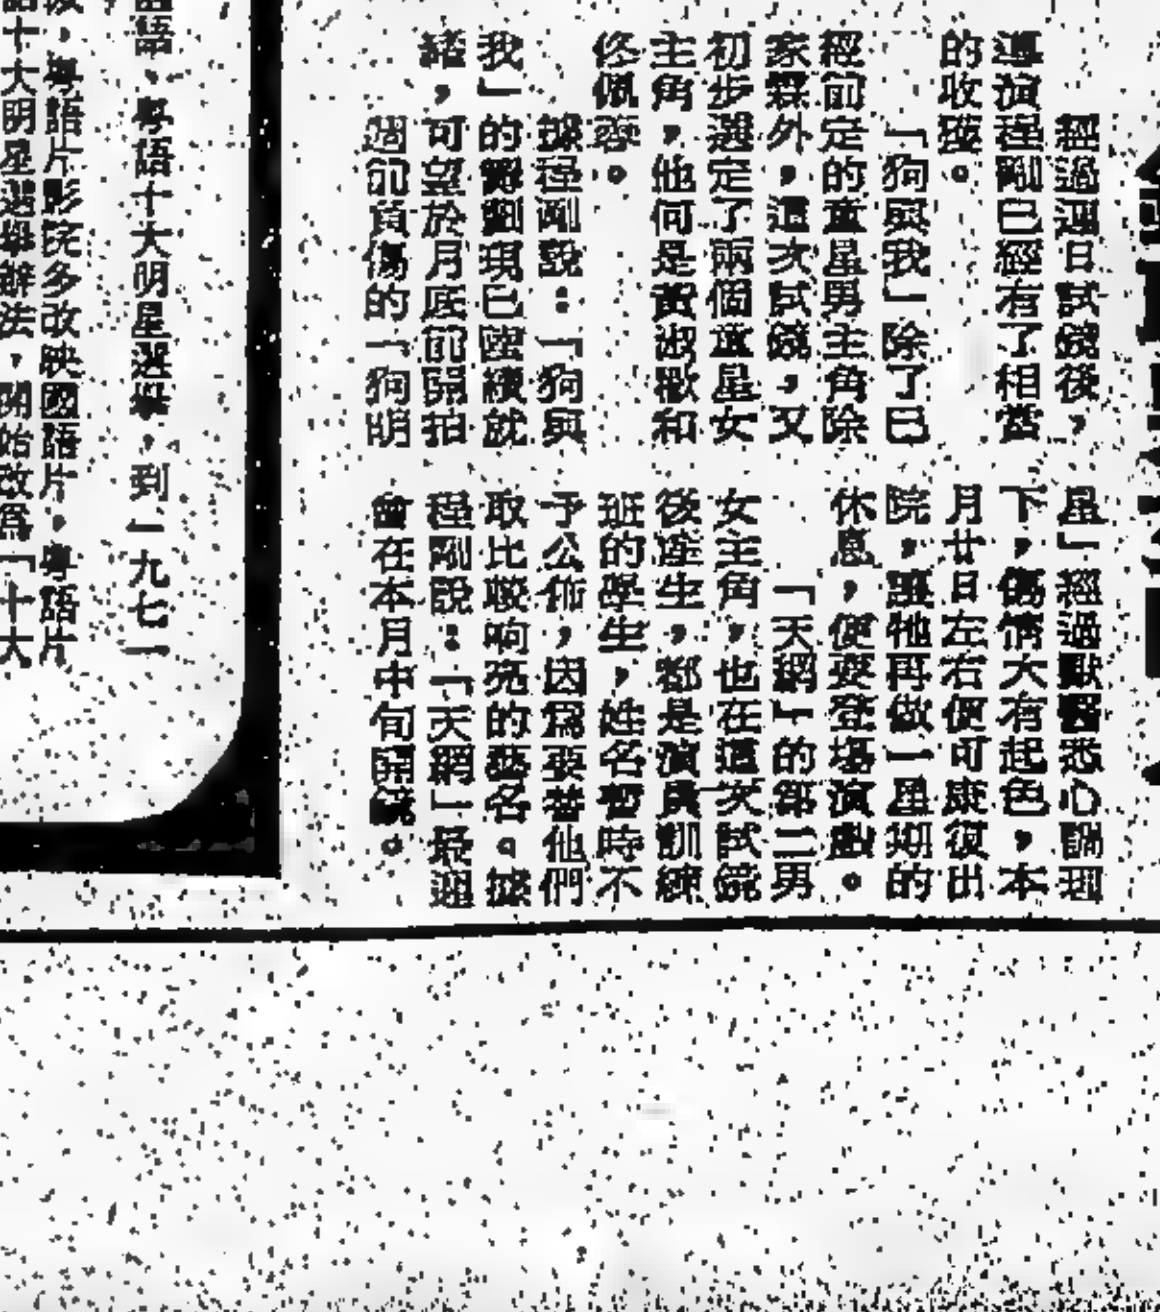 經過連日試鏡後，
導演程剛已經有了相當
的收穫。
「狗與我」除了已
經前定的童星男主角除
家霖外，這次試鏡，又
初步選定了兩個童星女
主角，他何是黃淑儀和
佟佩蓉。
據程剛說：「狗與
我」的籌劃現已陸續就
緒，可望於月底前開拍
週前負傷的「狗明
星」經過獸醫悉心調理
下，傷情大有起色，本
月廿日左右便可康復出
院，讓牠再做一星期的
休息，便要登場演戲。
「天網」的第二男
女主角，也在這次試鏡
後產生，都是演員訓練
班的學生，姓名暫時不
予公佈，因為要替他們
取比較响亮的藝名。據
程剛說：「天網」最遲
會在本月中旬開鏡。
語、粵語十大明星選舉，到一九七一
，粵語片影院多改映國語片，粵語片
十大明星選舉辦法，開始改為「十大